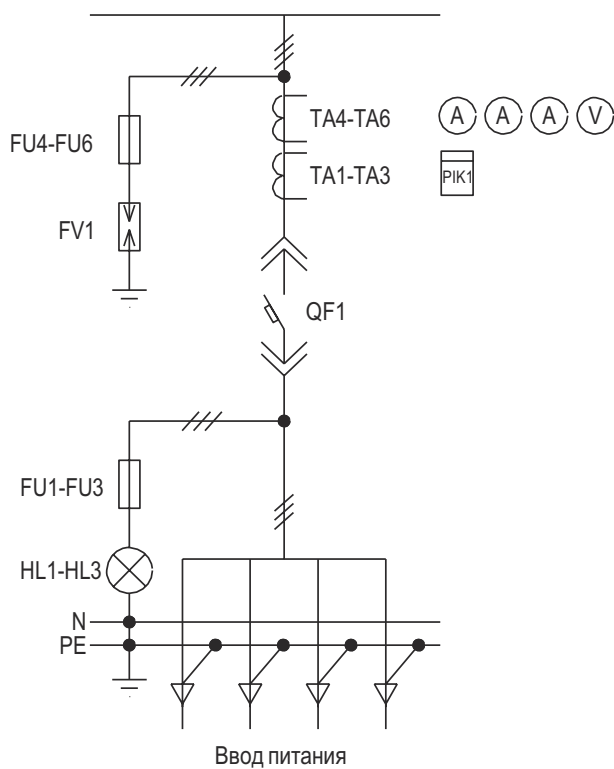 TA4-TA6
A A A V
FU4-FU6
TA1-TA3
PIK1
FV1
QF1
FU1-FU3
HL1-HL3
N
PE
Ввод питания